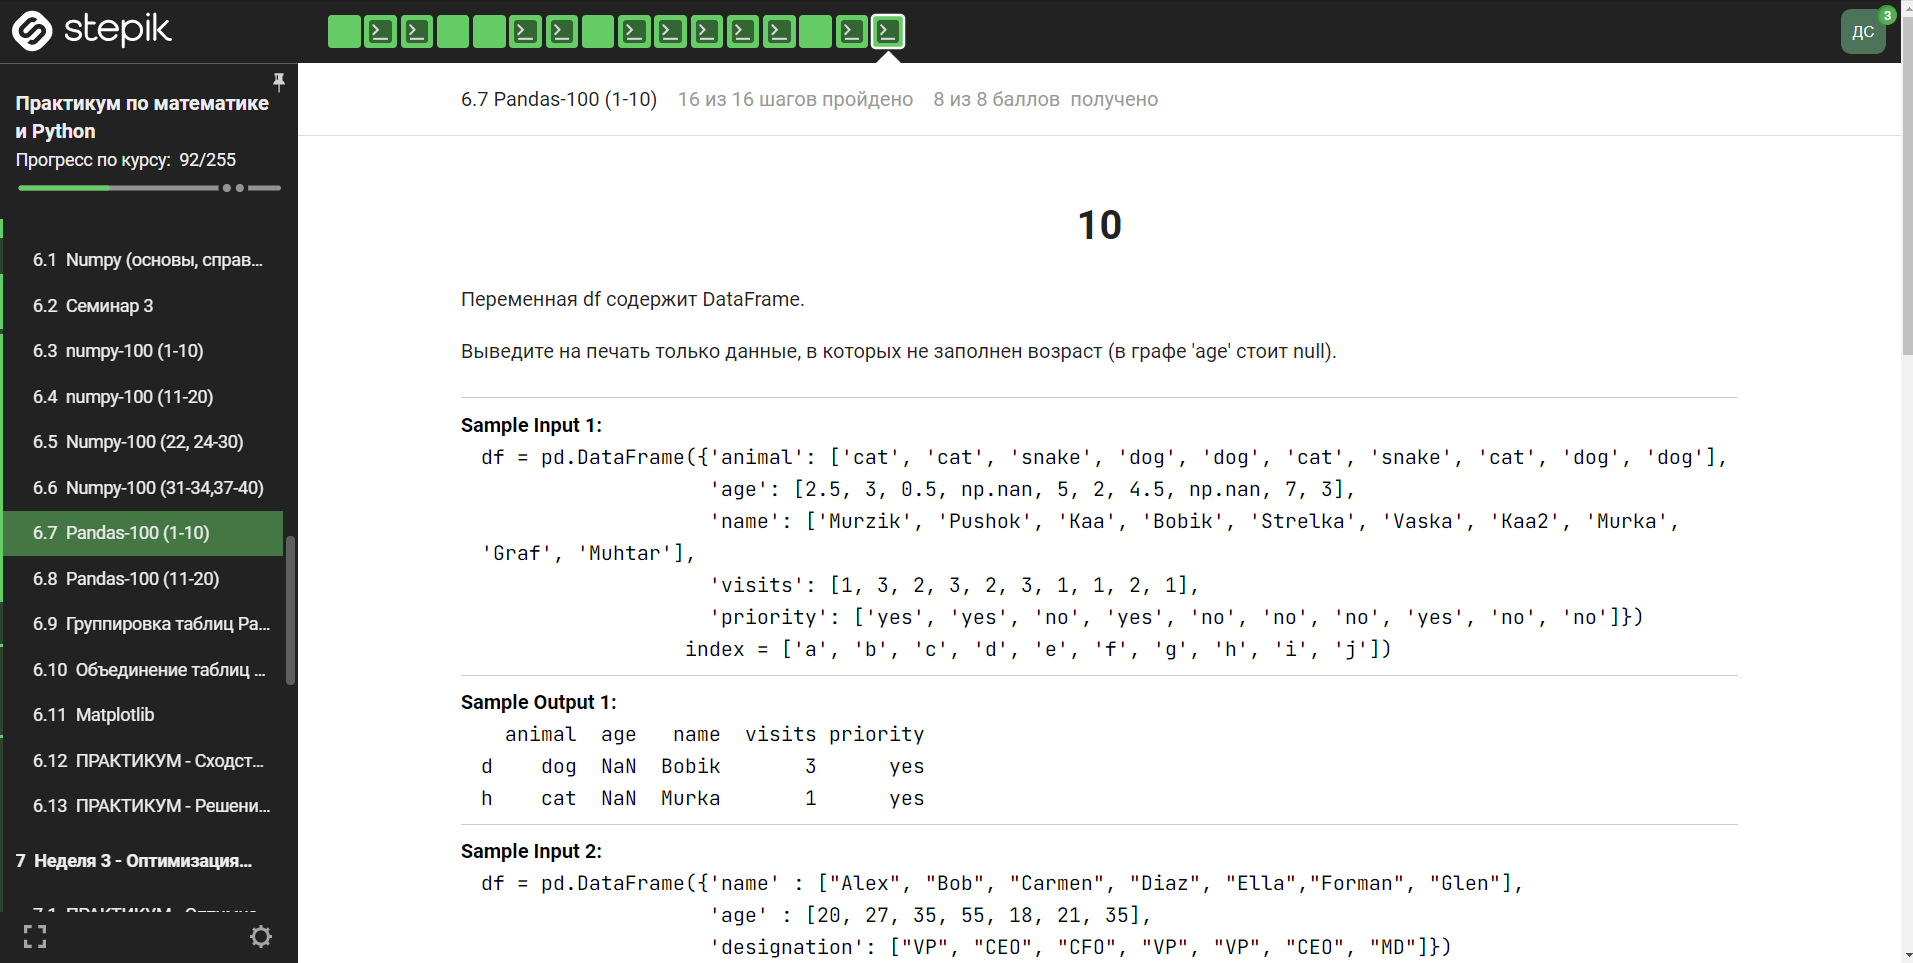 stepik
3
ДС
Практикум по математике
и Python
Прогресс по курсу: 92/255
6.1 Numpy (основы, справ...
6.2 Семинар 3
6.3 numpy-100 (1-10)
6.4 numpy-100 (11-20)
6.5 Numpy-100 (22, 24-30)
6.6 Numpy-100 (31-34,37-40)
6.7 Pandas-100 (1-10)
6.8 Pandas-100 (11-20)
6.9 Группировка таблиц Pa...
6.10 Объединение таблиц ...
6.11 Matplotlib
6.12 ПРАКТИКУМ - Сходст...
6.13 ПРАКТИКУМ - Решени...
7 Неделя 3 - Оптимизация...
6.7 Pandas-100 (1-10) 16 из 16 шагов пройдено 8 из 8 баллов получено
10
Переменная df содержит DataFrame.
Выведите на печать только данные, в которых не заполнен возраст (в графе 'age' стоит null).
Sample Input 1:
df = pd.DataFrame({'animal': ['cat', 'cat', 'snake', 'dog', 'dog', 'cat', 'snake', 'cat', 'dog', 'dog'],
'age': [2.5, 3, 0.5, np.nan, 5, 2, 4.5, np.nan, 7, 3],
'name': ['Murzik', 'Pushok', 'Kaa', 'Bobik', 'Strelka', 'Vaska', 'Kaa2', 'Murka',
'Graf', 'Muhtar'],
'visits': [1, 3, 2, 3, 2, 3, 1, 1, 2, 1],
'priority': ['yes', 'yes', 'no', 'yes', 'no', 'no', 'no', 'yes', 'no', 'no']})
index = ['a', 'b', 'c', 'd', 'e', 'f', 'g', 'h', 'i', 'j'])
Sample Output 1:
animal age name visits priority
d dog NaN Bobik 3 yes
h cat NaN Murka 1 yes
Sample Input 2:
df = pd.DataFrame({'name' : ["Alex", "Bob", "Carmen", "Diaz", "Ella","Forman", "Glen"],
'age' : [20, 27, 35, 55, 18, 21, 35],
'designation': ["VP", "CEO", "CFO", "VP", "VP", "CEO", "MD"]})